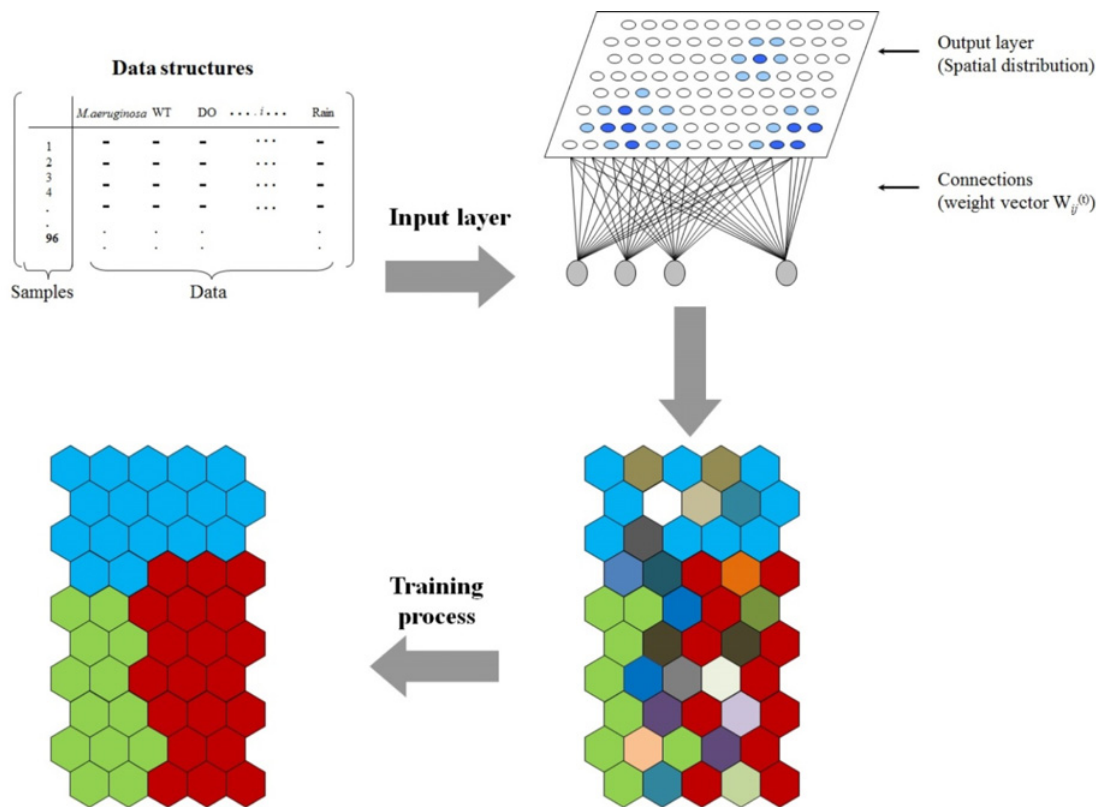 Data structures
M.aeruginosa WT DO .... i ... Rain
1 - - - ... -
2 - - - ... -
3
4 - - - ... -
. - - - ... -
. . . . .
96 . . . .
Samples Data
Input layer
Output layer
(Spatial distribution)
Connections
(weight vector Wij(t))
Training
process